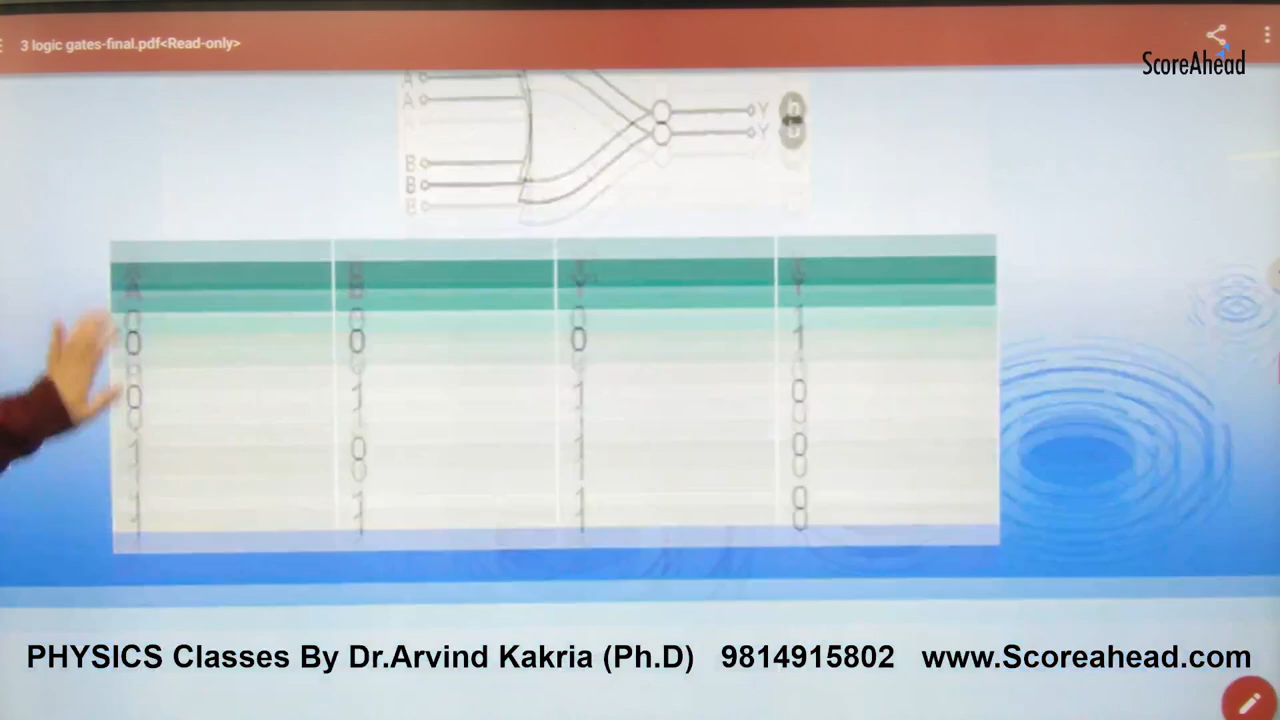 3 logic gates-final.pdf<Read-only>
ScoreAhead
A
A
Y
Y
B
B
B
A B Y
0 0 0 1
0 1 1 0
1 0 1 0
1 1 1 0
PHYSICS Classes By Dr.Arvind Kakria (Ph.D) 9814915802 www.Scoreahead.com